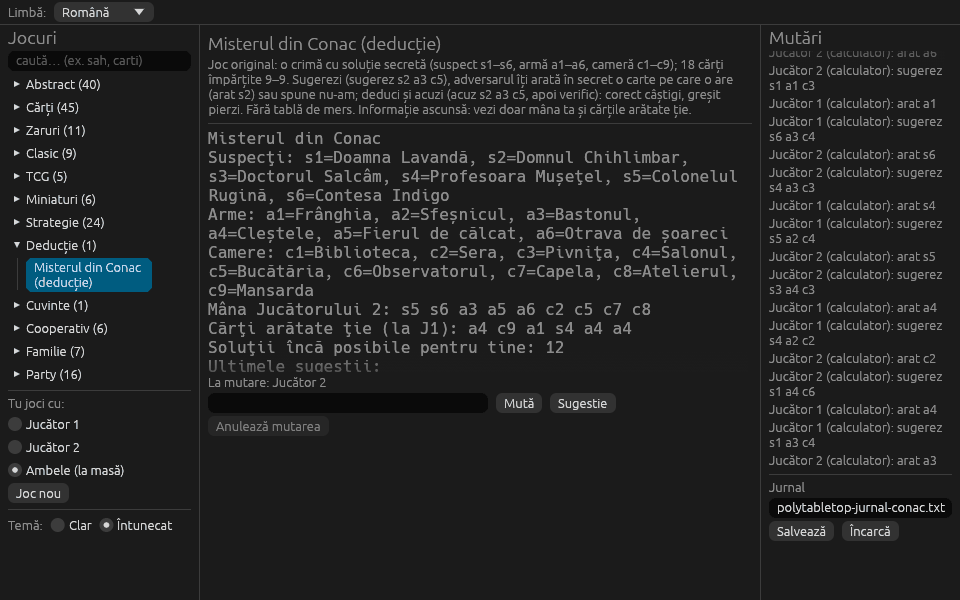 Limbă: Română
Jocuri
caută... (ex. sah, carti)
Abstract (40)
Cărți (45)
Zaruri (11)
Clasic (9)
TCG (5)
Miniaturi (6)
Strategie (24)
Deducție (1)
Misterul din Conac
(deducție)
Cuvinte (1)
Cooperativ (6)
Familie (7)
Party (16)
Tu joci cu:
Jucător 1
Jucător 2
Ambele (la masă)
Joc nou
Temă: Clar Întunecat
Misterul din Conac (deducție)
Joc original: o crimă cu soluție secretă (suspect s1–s6, armă a1–a6, cameră c1–c9); 18 cărți
împărțite 9–9. Sugerezi (sugerez s2 a3 c5), adversarul îți arată în secret o carte pe care o are
(arat s2) sau spune nu-am; deduci și acuzi (acuz s2 a3 c5, apoi verific): corect câștigi, greșit
pierzi. Fără tablă de mers. Informație ascunsă: vezi doar mâna ta și cărțile arătate ție.
Misterul din Conac
Suspecți: s1=Doamna Lavandă, s2=Domnul Chihlimbar,
s3=Doctorul Salcâm, s4=Profesoara Mușețel, s5=Colonelul
Rugină, s6=Contesa Indigo
Arme: a1=Frânghia, a2=Sfeșnicul, a3=Bastonul,
a4=Cleștele, a5=Fierul de călcat, a6=Otrava de șoareci
Camere: c1=Biblioteca, c2=Sera, c3=Pivnița, c4=Salonul,
c5=Bucătăria, c6=Observatorul, c7=Capela, c8=Atelierul,
c9=Mansarda
Mâna Jucătorului 2: s5 s6 a3 a5 a6 c2 c5 c7 c8
Cărți arătate ție (la J1): a4 c9 a1 s4 a4 a4
Soluții încă posibile pentru tine: 12
Ultimele sugestii:
La mutare: Jucător 2
Mută Sugestie
Anulează mutarea
Mutări
Jucător 2 (calculator): arat a6
Jucător 2 (calculator): sugerez
s1 a1 c3
Jucător 1 (calculator): arat a1
Jucător 1 (calculator): sugerez
s6 a3 c4
Jucător 2 (calculator): arat s6
Jucător 2 (calculator): sugerez
s4 a3 c3
Jucător 1 (calculator): arat s4
Jucător 1 (calculator): sugerez
s5 a2 c4
Jucător 2 (calculator): arat s5
Jucător 2 (calculator): sugerez
s3 a4 c3
Jucător 1 (calculator): arat a4
Jucător 1 (calculator): sugerez
s4 a2 c2
Jucător 2 (calculator): arat c2
Jucător 2 (calculator): sugerez
s1 a4 c6
Jucător 1 (calculator): arat a4
Jucător 1 (calculator): sugerez
s1 a3 c4
Jucător 2 (calculator): arat a3
Jurnal
polytabletop-jurnal-conac.txt
Salvează Încarcă